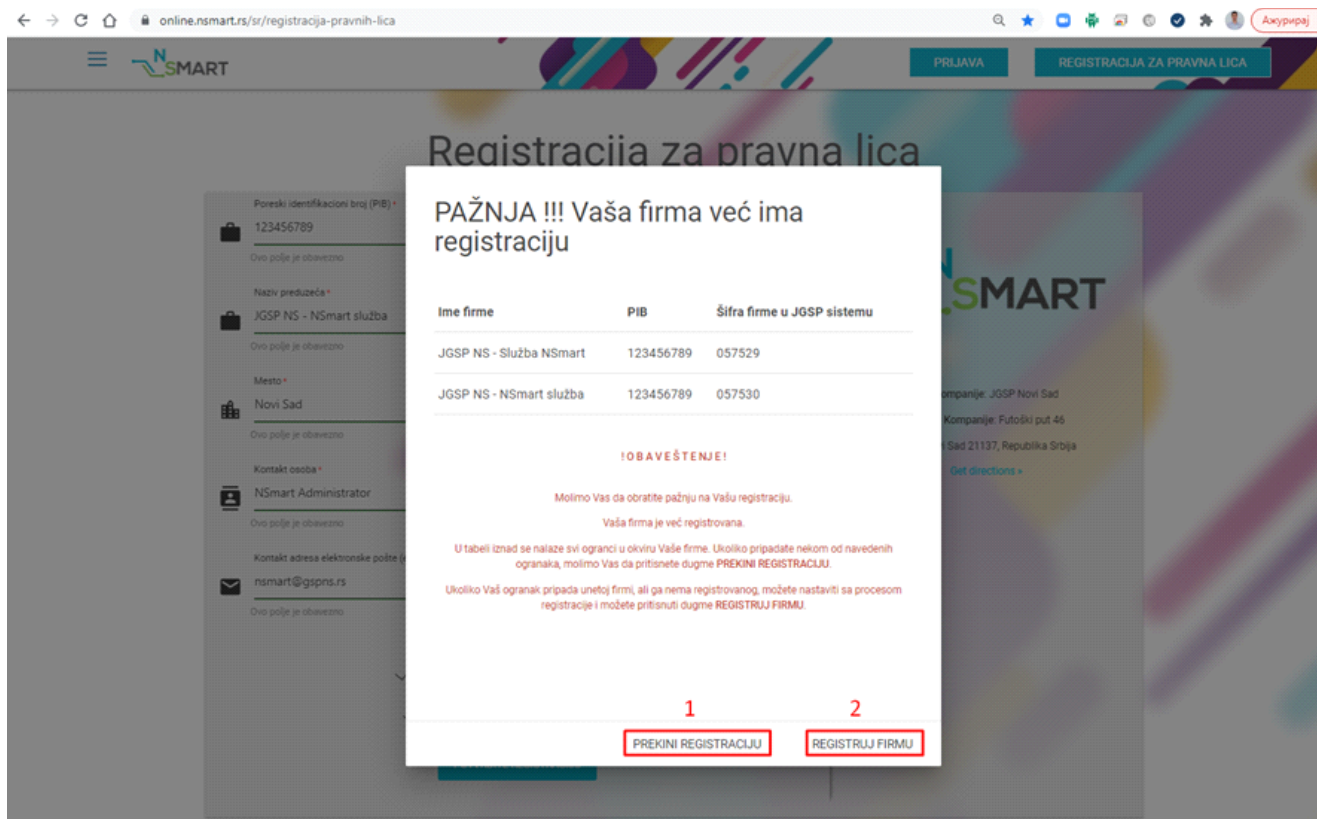 online.nsmart.rs/sr/registracija-pravnih-lica
Ажурирај
NSMART
PRIJAVA
REGISTRACIJA ZA PRAVNA LICA
Registracija za pravna lica
Poreski identifikacioni broj (PIB) *
123456789
Ovo polje je obavezno
Naziv preduzeća *
JGSP NS - NSmart služba
Ovo polje je obavezno
Mesto *
Novi Sad
Ovo polje je obavezno
Kontakt osoba *
NSmart Administrator
Ovo polje je obavezno
Kontakt adresa elektronske pošte (e
nsmart@gspns.rs
Ovo polje je obavezno
PAŽNJA !!! Vaša firma već ima
registraciju
Ime firme PIB Šifra firme u JGSP sistemu
JGSP NS - Služba NSmart 123456789 057529
JGSP NS - NSmart služba 123456789 057530
!OBAVEŠTENJE!
Molimo Vas da obratite pažnju na Vašu registraciju.
Vaša firma je već registrovana.
U tabeli iznad se nalaze svi ogranci u okviru Vaše firme. Ukoliko pripadate nekom od navedenih
ogranaka, molimo Vas da pritisnete dugme PREKINI REGISTRACIJU.
Ukoliko Vaš ogranak pripada unetoj firmi, ali ga nema registrovanog, možete nastaviti sa procesom
registracije i možete pritisnuti dugme REGISTRUJ FIRMU.
1 2
PREKINI REGISTRACIJU REGISTRUJ FIRMU
NSMART
ompanije: JGSP Novi Sad
Kompanije: Futoški put 46
i Sad 21137, Republika Srbija
Get directions »